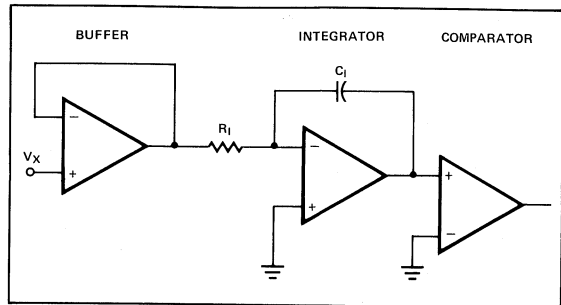 BUFFER
INTEGRATOR
COMPARATOR
C_I
R_I
V_X
−
+
−
+
+
−